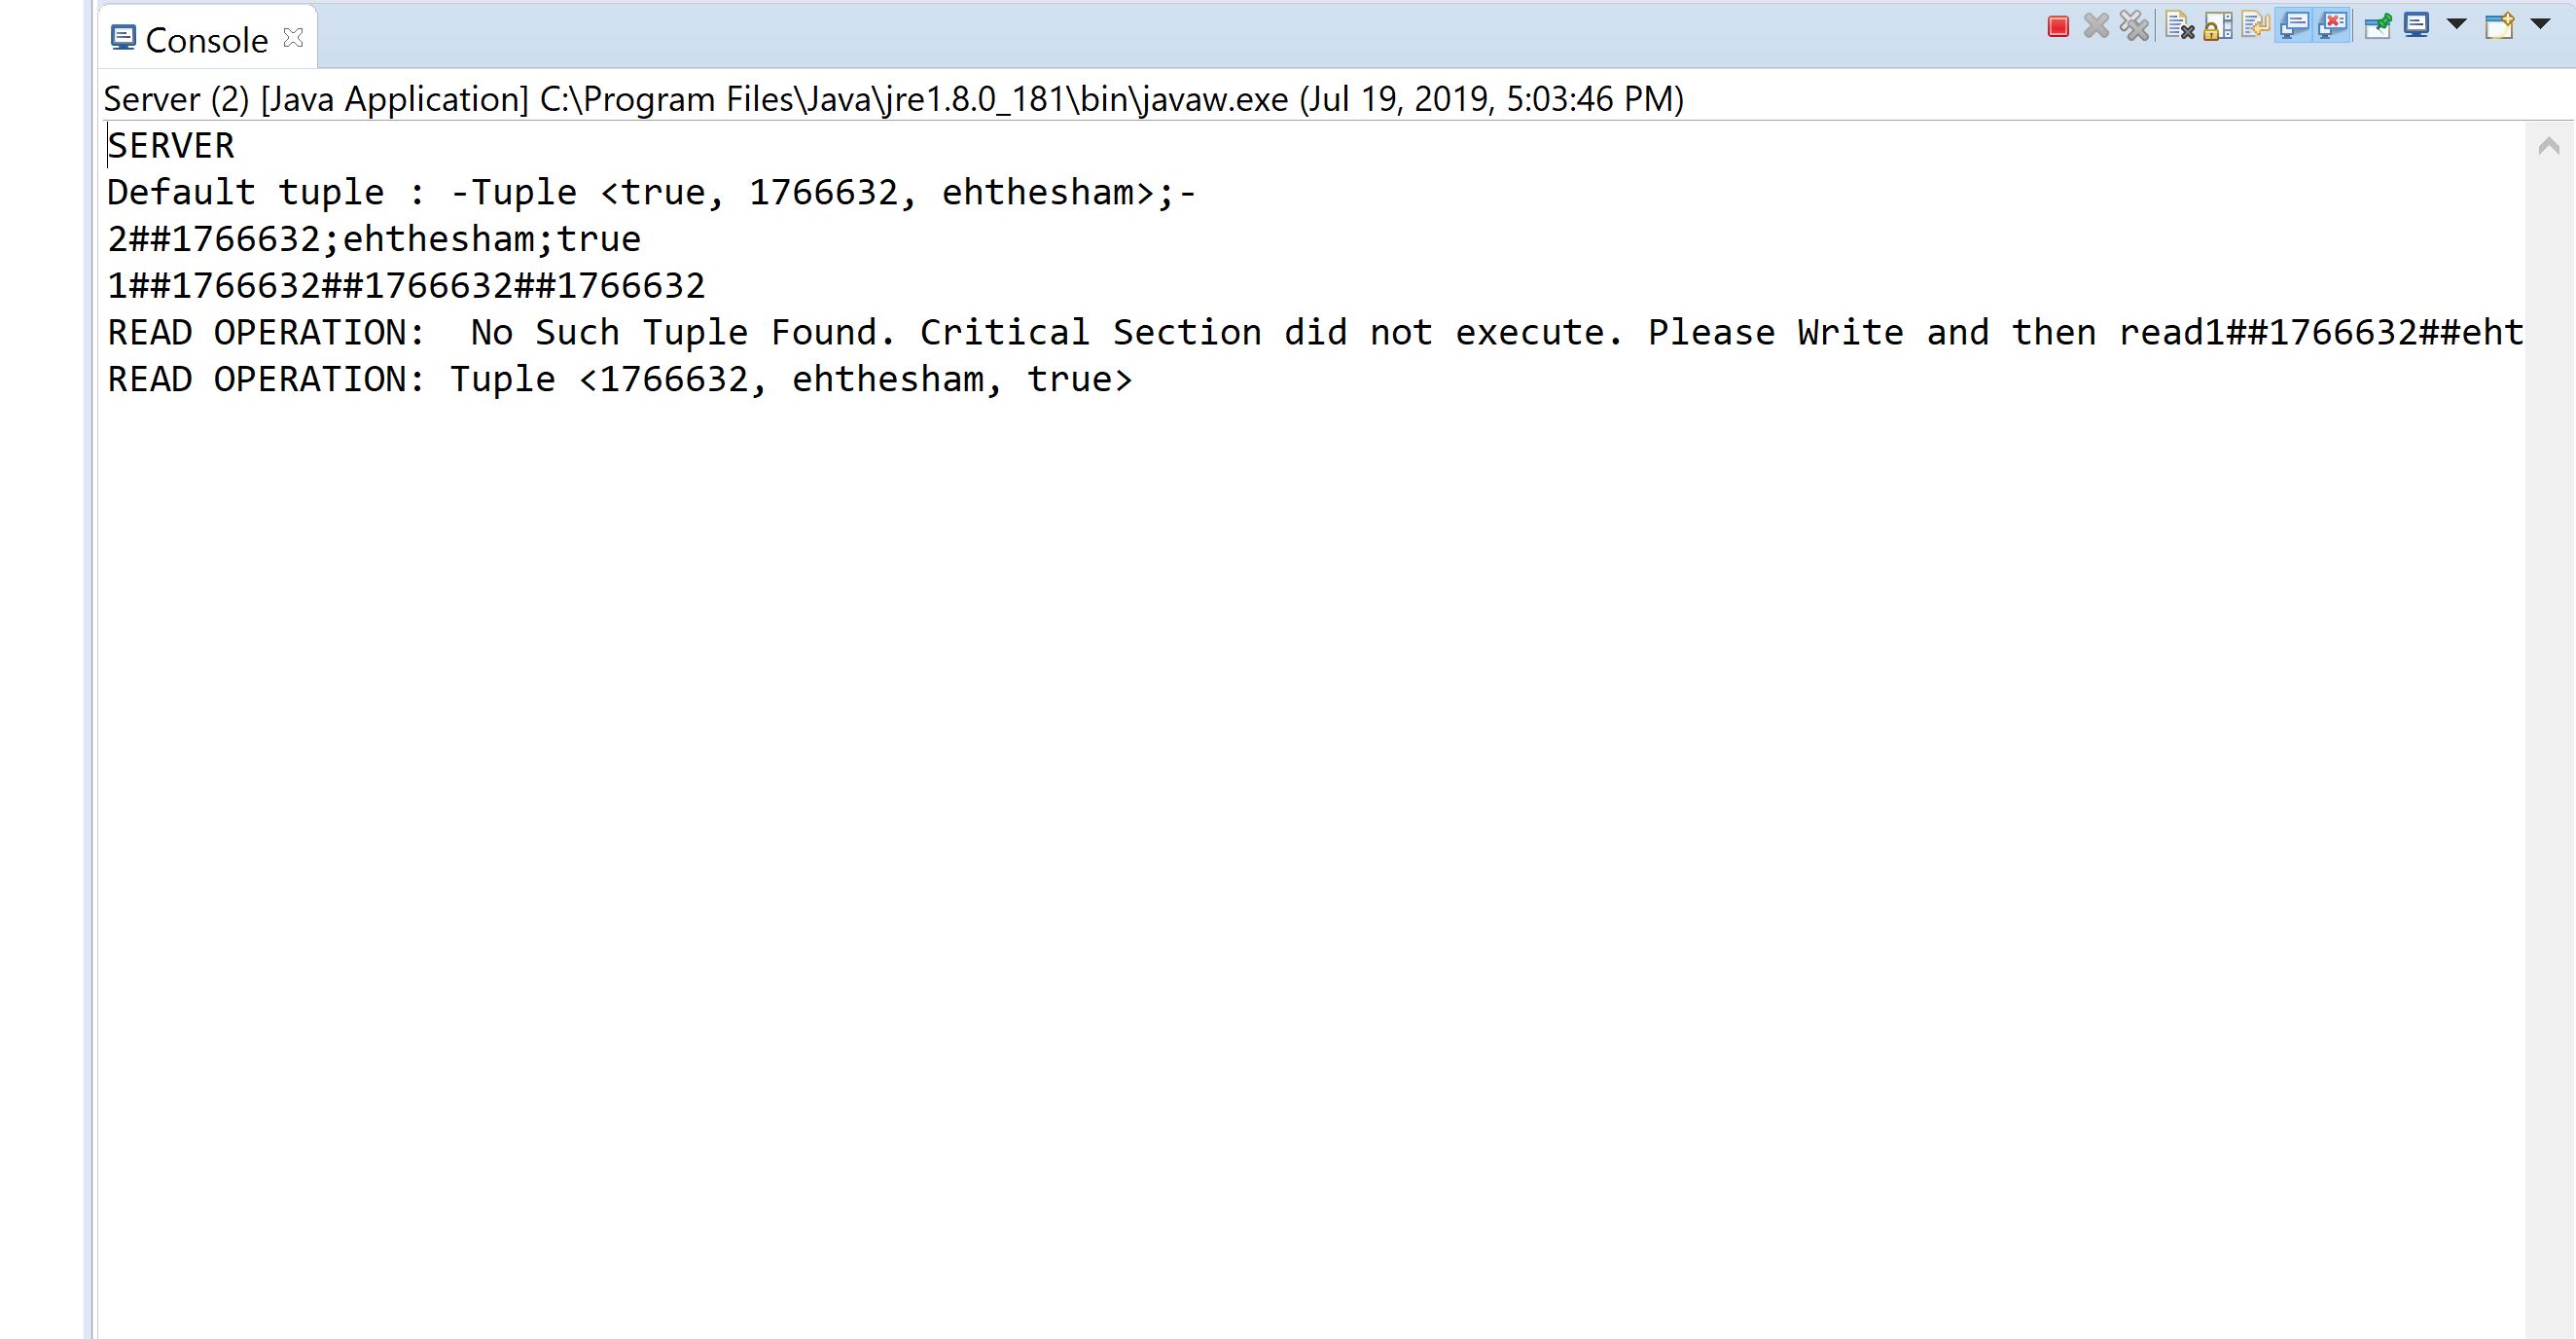 Console
Server (2) [Java Application] C:\Program Files\Java\jre1.8.0_181\bin\javaw.exe (Jul 19, 2019, 5:03:46 PM)
SERVER
Default tuple : -Tuple <true, 1766632, ehthesham>;-
2##1766632;ehthesham;true
1##1766632##1766632##1766632
READ OPERATION:  No Such Tuple Found. Critical Section did not execute. Please Write and then read1##1766632##eht
READ OPERATION: Tuple <1766632, ehthesham, true>